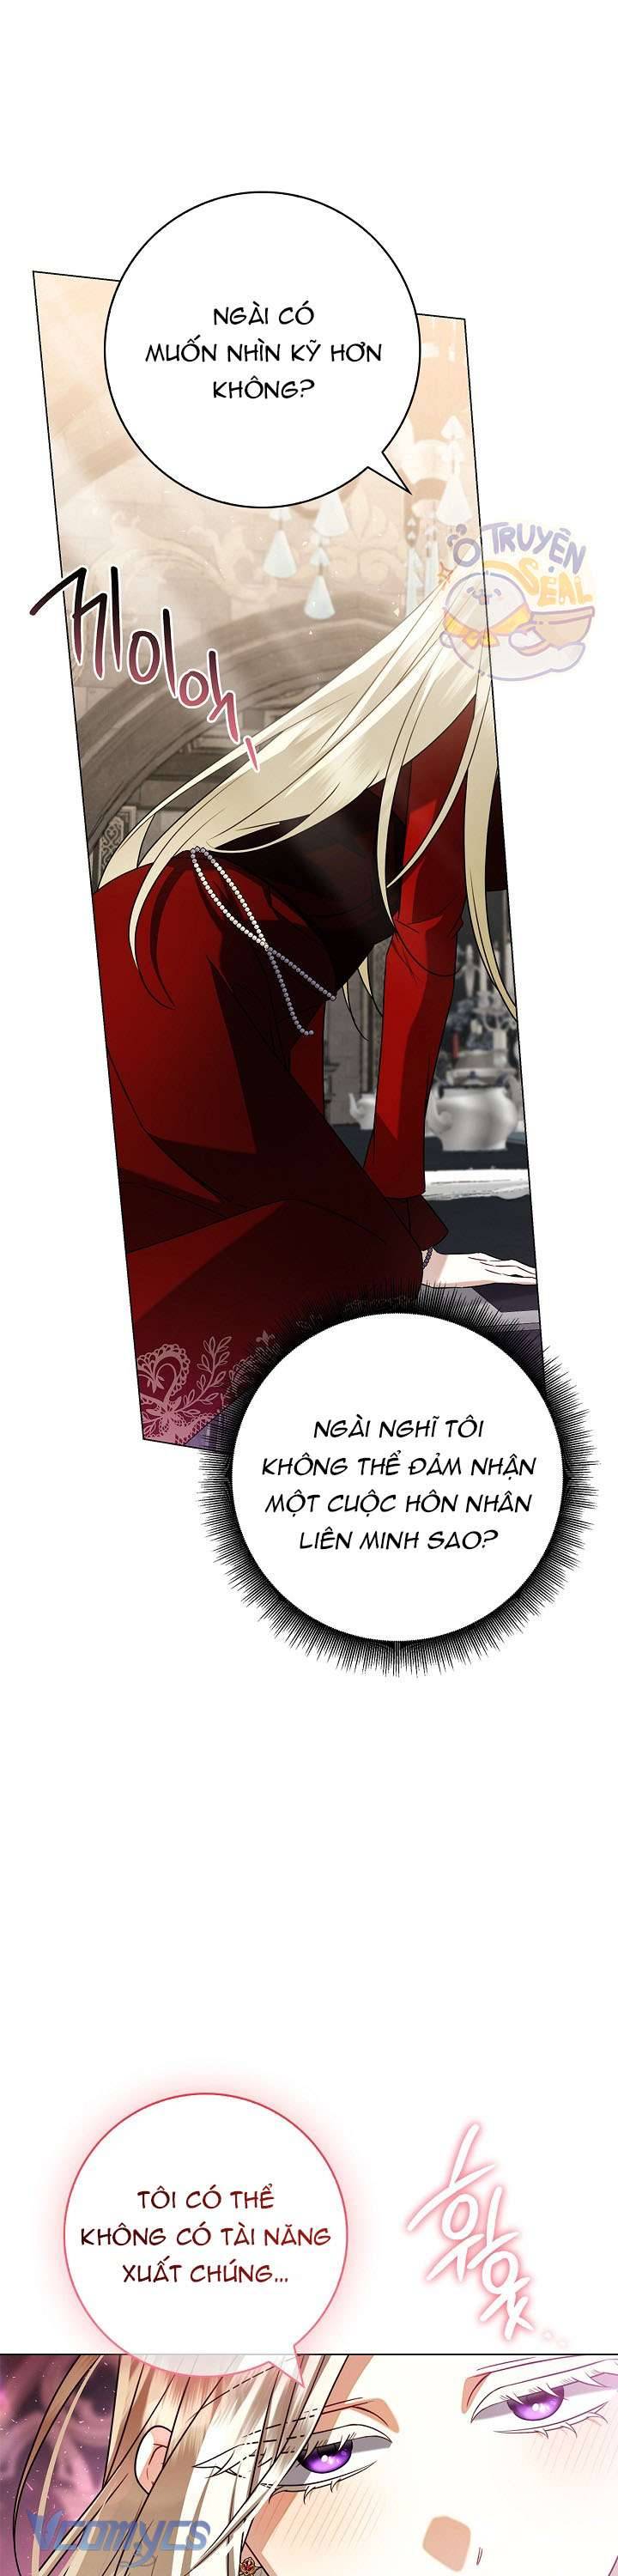 NGÀI CÓ
MUỐN NHÌN KỸ HƠN
KHÔNG?
Ổ TRUYỆN
SEAL
NGÀI NGHĨ TÔI
KHÔNG THỂ ĐẢM NHẬN
MỘT CUỘC HÔN NHÂN
LIÊN MINH SAO?
TÔI CÓ THỂ
KHÔNG CÓ TÀI NĂNG
XUẤT CHÚNG...
Vcomycs